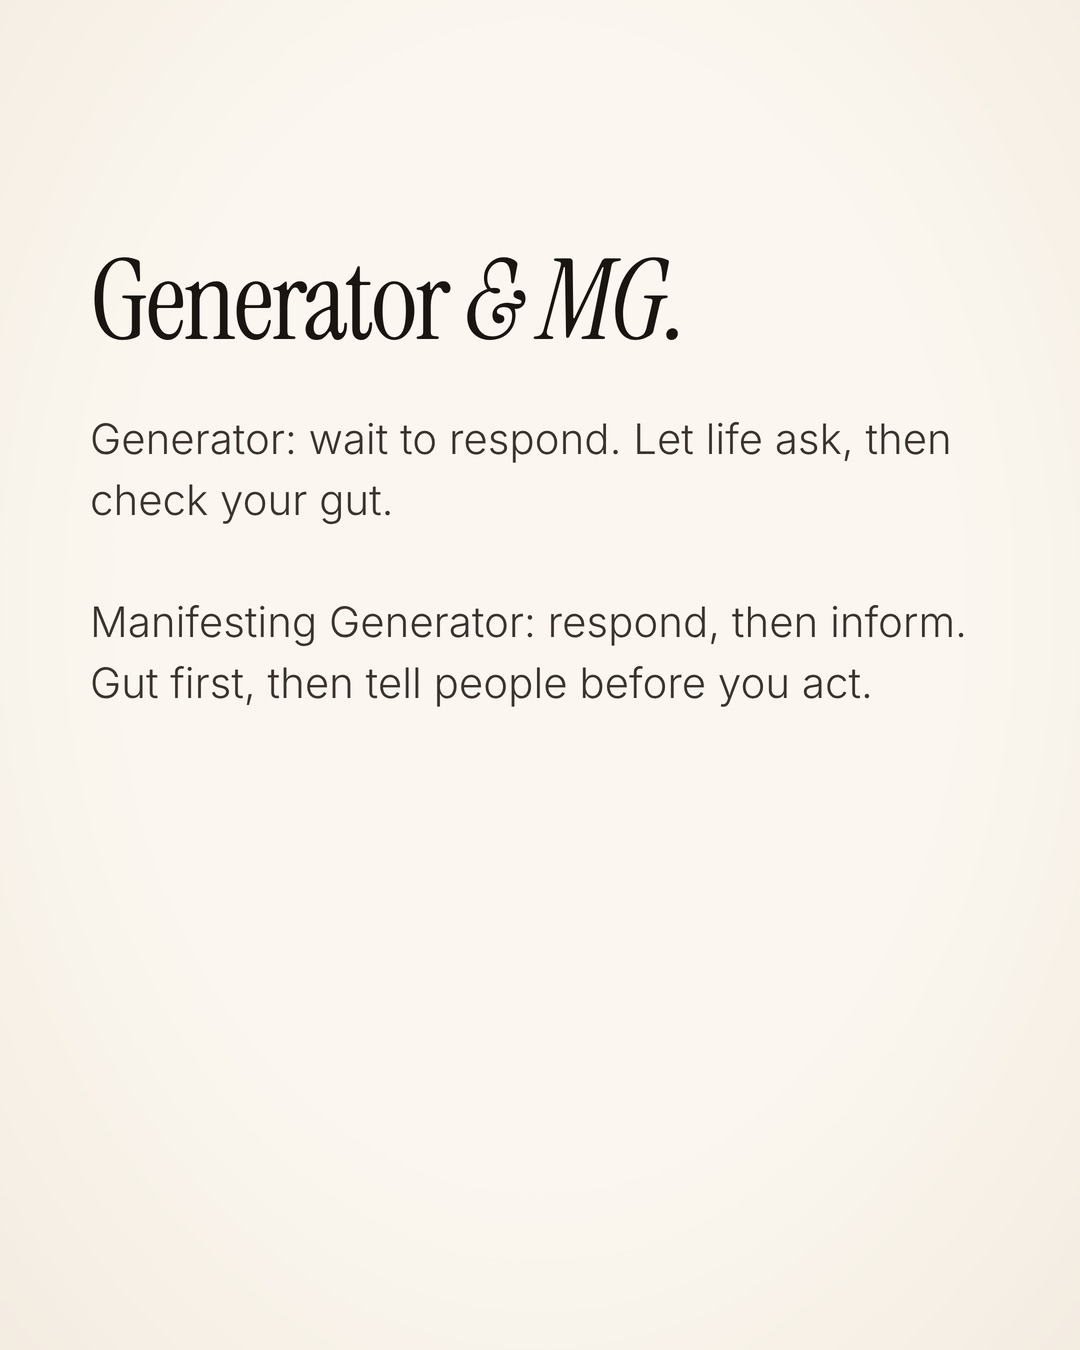 Generator & MG.
Generator: wait to respond. Let life ask, then
check your gut.
Manifesting Generator: respond, then inform.
Gut first, then tell people before you act.